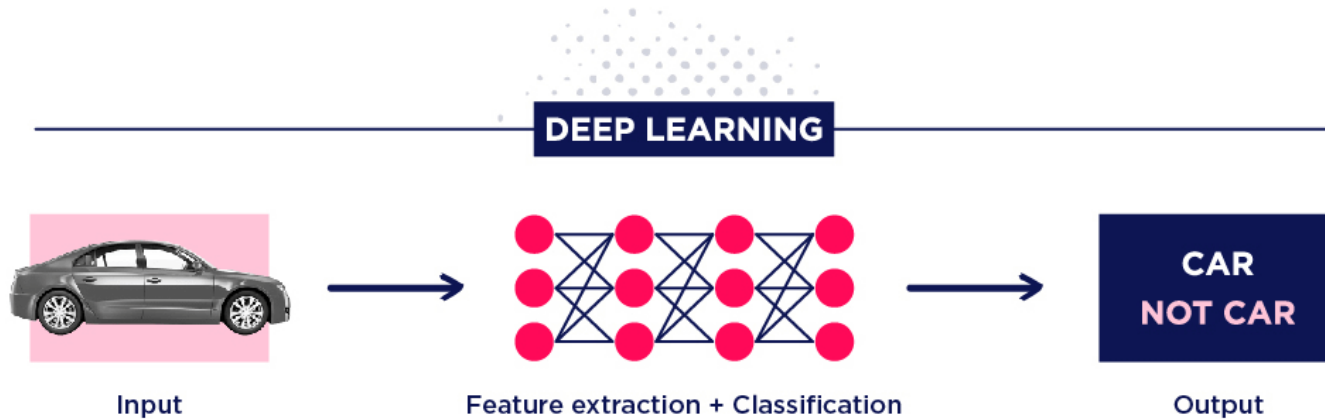 DEEP LEARNING
CAR
NOT CAR
Input
Feature extraction + Classification
Output